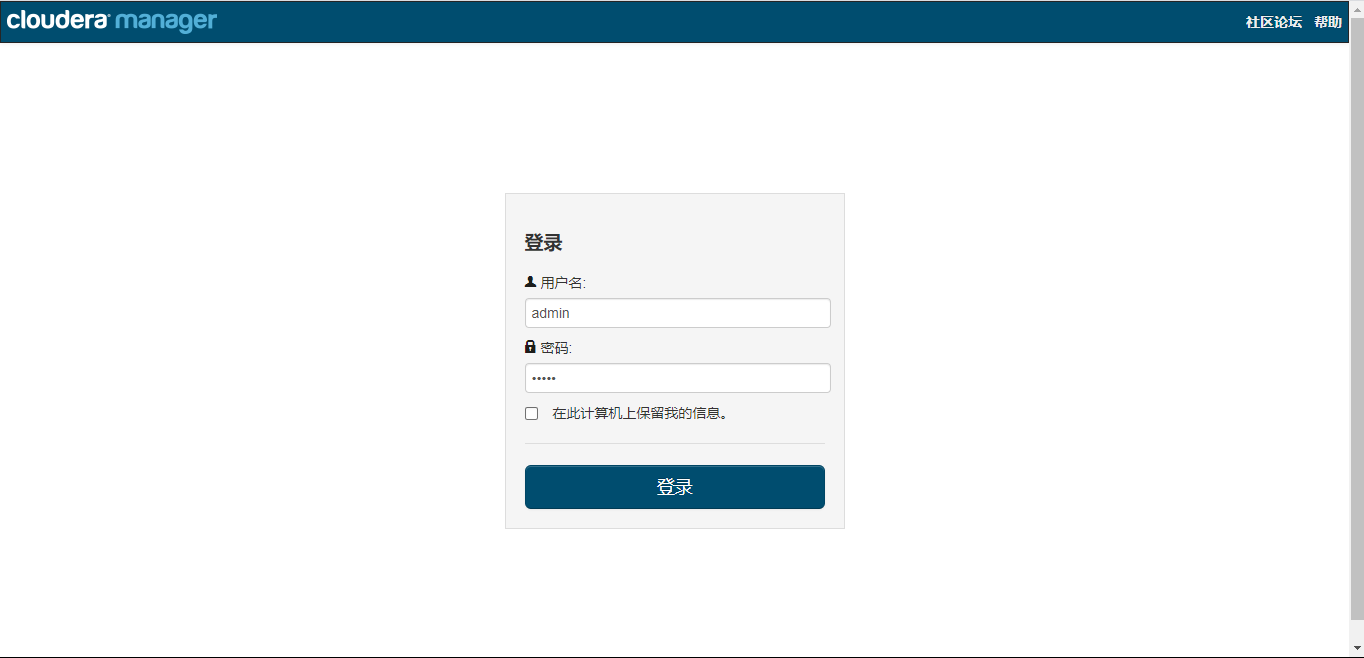 cloudera manager
社区论坛 帮助
登录
用户名:
admin
密码:
•••••
在此计算机上保留我的信息。
登录